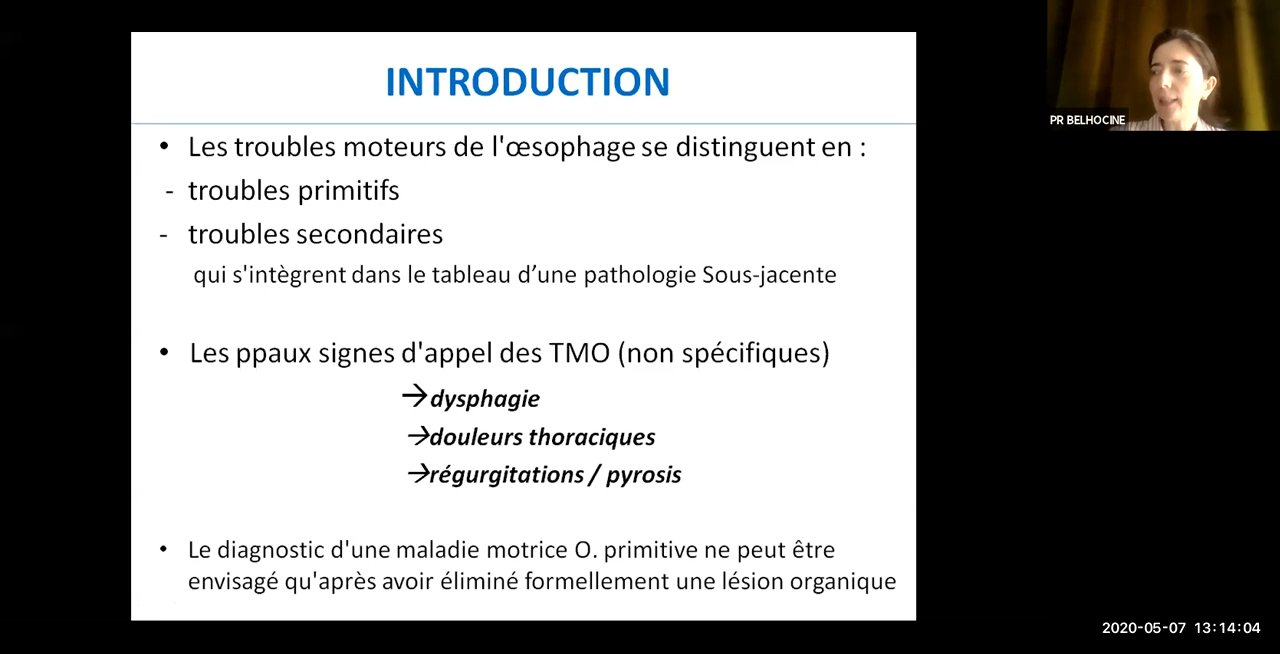 INTRODUCTION
PR BELHOCINE
• Les troubles moteurs de l'œsophage se distinguent en :
- troubles primitifs
- troubles secondaires
qui s'intègrent dans le tableau d’une pathologie Sous-jacente
• Les ppaux signes d'appel des TMO (non spécifiques)
→dysphagie
→douleurs thoraciques
→régurgitations / pyrosis
• Le diagnostic d'une maladie motrice O. primitive ne peut être
envisagé qu'après avoir éliminé formellement une lésion organique
2020-05-07 13:14:04